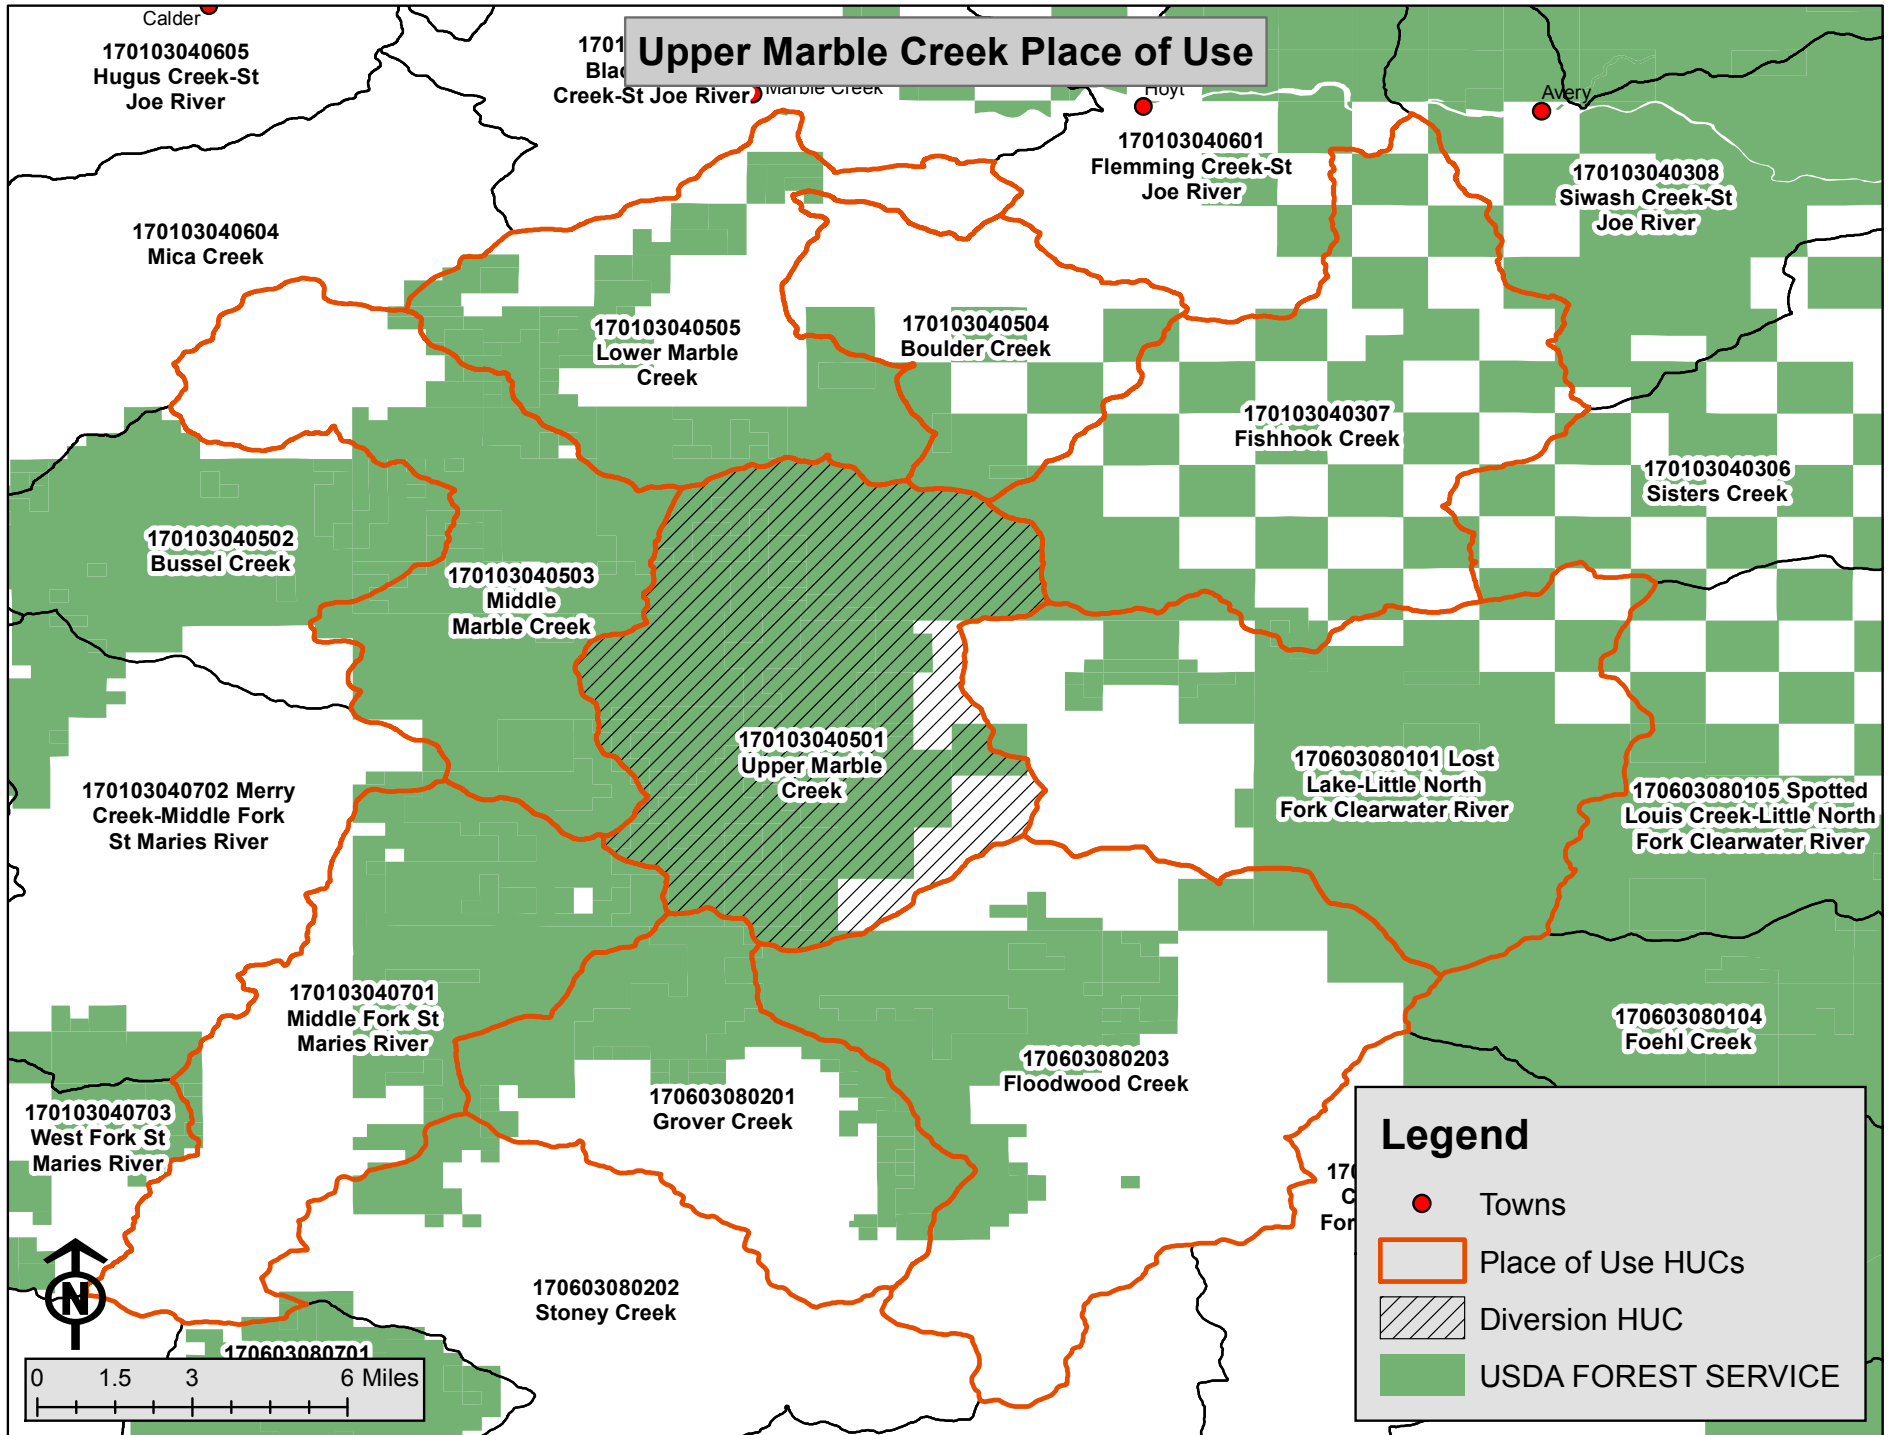 Upper Marble Creek Place of Use
Calder
170103040605
Hugus Creek-St
Joe River
Creek-St Joe River
Marble Creek
Hoyt
Avery
170103040601
Flemming Creek-St
Joe River
170103040308
Siwash Creek-St
Joe River
170103040604
Mica Creek
170103040505
Lower Marble
Creek
170103040504
Boulder Creek
170103040307
Fishhook Creek
170103040306
Sisters Creek
170103040502
Bussel Creek
170103040503
Middle
Marble Creek
170103040501
Upper Marble
Creek
170603080101 Lost
Lake-Little North
Fork Clearwater River
170603080105 Spotted
Louis Creek-Little North
Fork Clearwater River
170103040702 Merry
Creek-Middle Fork
St Maries River
170103040701
Middle Fork St
Maries River
170603080104
Foehl Creek
170603080203
Floodwood Creek
170603080201
Grover Creek
170103040703
West Fork St
Maries River
170603080202
Stoney Creek
170603080701
N
0 1.5 3 6 Miles
Legend
Towns
Place of Use HUCs
Diversion HUC
USDA FOREST SERVICE